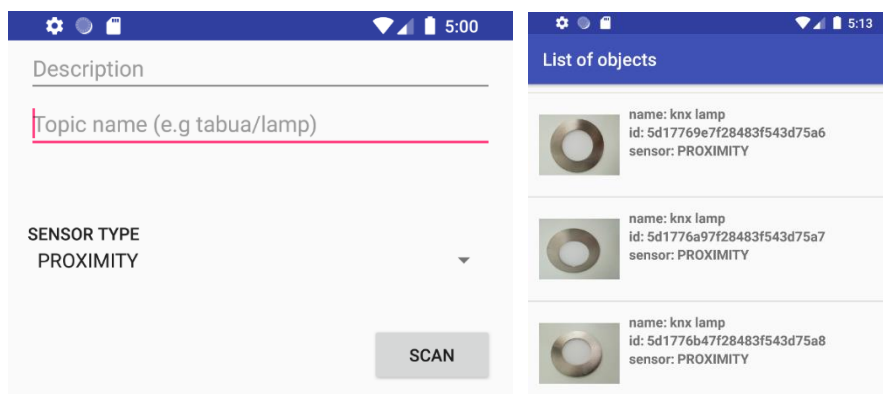 5:00
Description
Topic name (e.g tabua/lamp)
SENSOR TYPE
PROXIMITY
SCAN
5:13
List of objects
name: knx lamp
id: 5d17769e7f28483f543d75a6
sensor: PROXIMITY
name: knx lamp
id: 5d1776a97f28483f543d75a7
sensor: PROXIMITY
name: knx lamp
id: 5d1776b47f28483f543d75a8
sensor: PROXIMITY